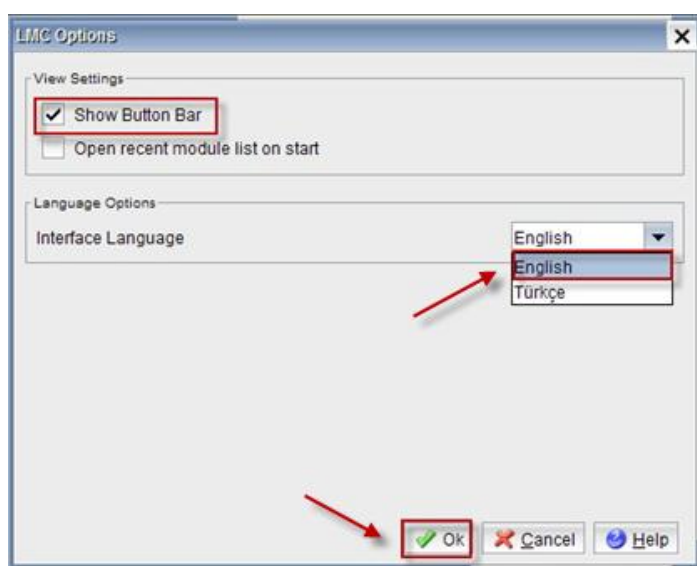 LMC Options
View Settings
Show Button Bar
Open recent module list on start
Language Options
Interface Language
English
English
Türkçe
Ok
Cancel
Help